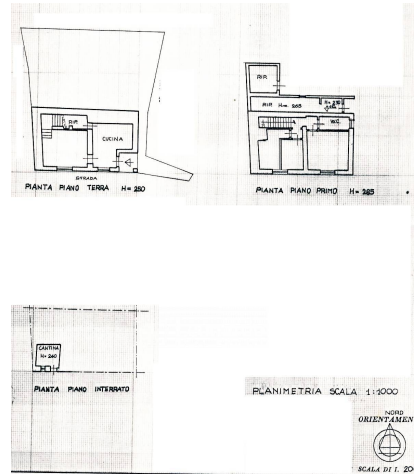 RIP.
CUCINA
STRADA
PIANTA PIANO TERRA H= 280
RIP.
RIP. H= 265
W.C.
PIANTA PIANO PRIMO H= 285
CANTINA
H= 240
PIANTA PIANO INTERRATO
PLANIMETRIA SCALA 1:1000
NORD
ORIENTAMEN
SCALA DI 1: 20